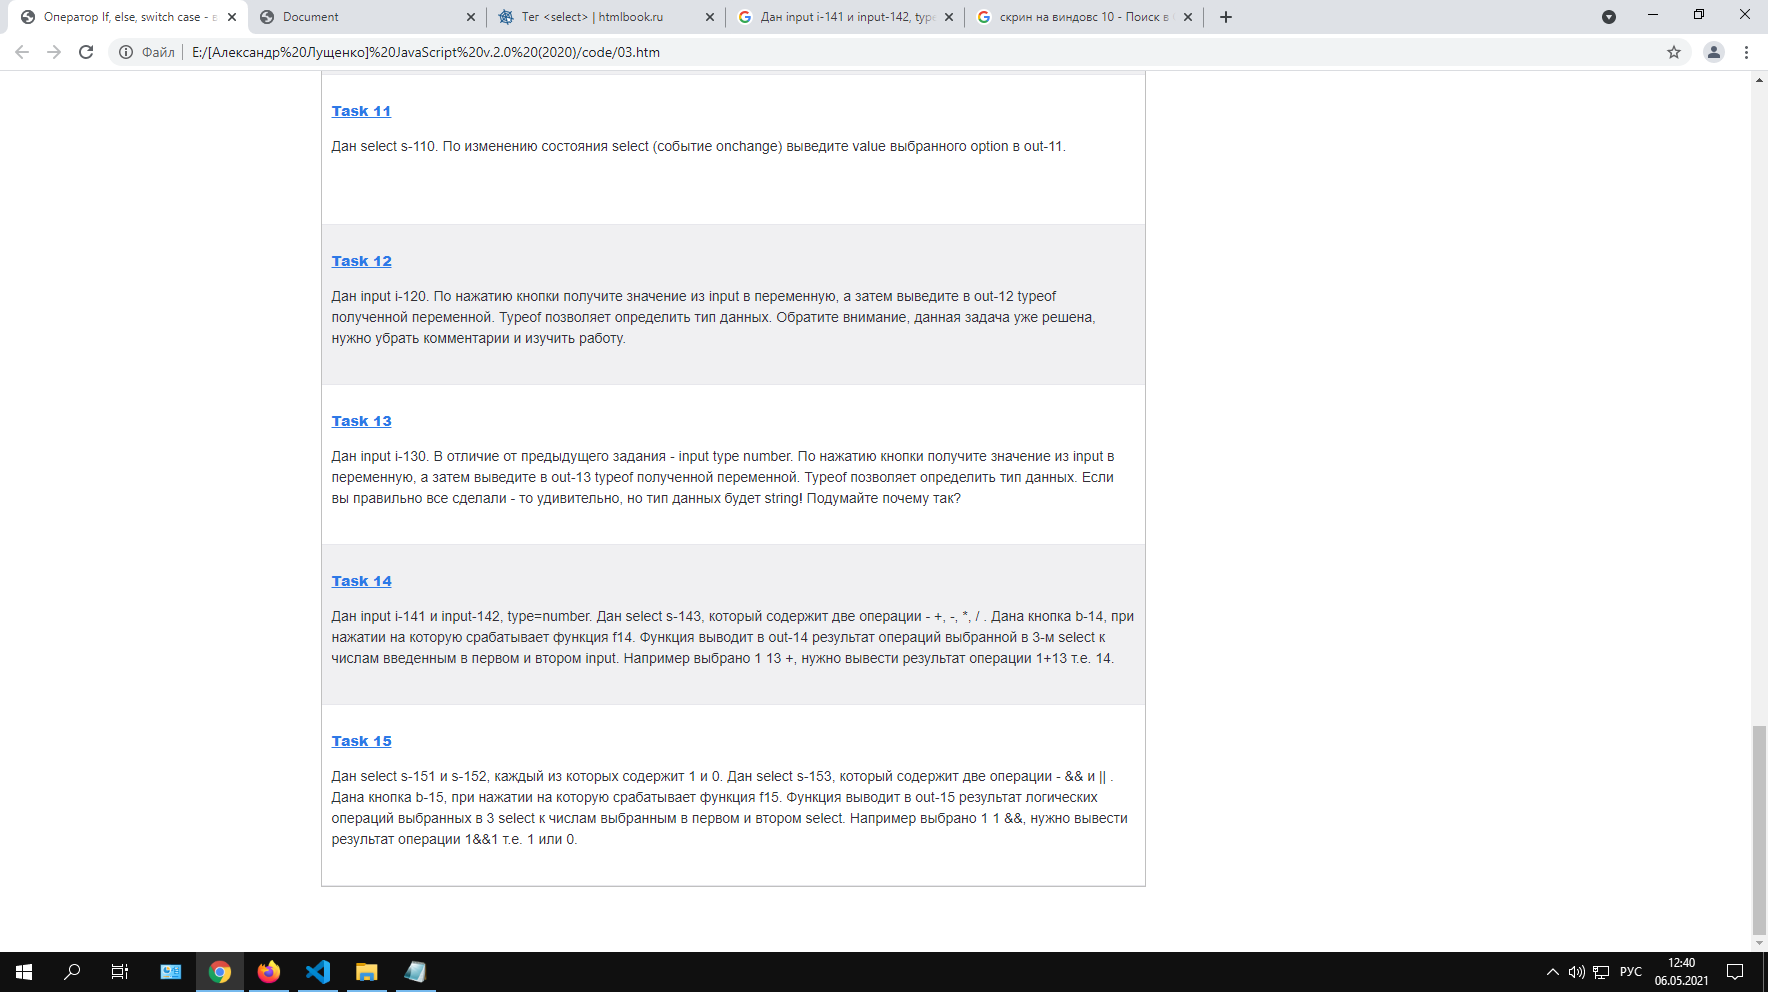 Оператор If, else, switch case - в
Document
Тег <select> | htmlbook.ru
Дан input i-141 и input-142, type
скрин на виндовс 10 - Поиск в
Файл
E:/[Александр%20Лущенко]%20JavaScript%20v.2.0%20(2020)/code/03.htm
Task 11
Дан select s-110. По изменению состояния select (событие onchange) выведите value выбранного option в out-11.
Task 12
Дан input i-120. По нажатию кнопки получите значение из input в переменную, а затем выведите в out-12 typeof
полученной переменной. Typeof позволяет определить тип данных. Обратите внимание, данная задача уже решена,
нужно убрать комментарии и изучить работу.
Task 13
Дан input i-130. В отличие от предыдущего задания - input type number. По нажатию кнопки получите значение из input в
переменную, а затем выведите в out-13 typeof полученной переменной. Typeof позволяет определить тип данных. Если
вы правильно все сделали - то удивительно, но тип данных будет string! Подумайте почему так?
Task 14
Дан input i-141 и input-142, type=number. Дан select s-143, который содержит две операции - +, -, *, / . Дана кнопка b-14, при
нажатии на которую срабатывает функция f14. Функция выводит в out-14 результат операций выбранной в 3-м select к
числам введенным в первом и втором input. Например выбрано 1 13 +, нужно вывести результат операции 1+13 т.е. 14.
Task 15
Дан select s-151 и s-152, каждый из которых содержит 1 и 0. Дан select s-153, который содержит две операции - && и || .
Дана кнопка b-15, при нажатии на которую срабатывает функция f15. Функция выводит в out-15 результат логических
операций выбранных в 3 select к числам выбранным в первом и втором select. Например выбрано 1 1 &&, нужно вывести
результат операции 1&&1 т.е. 1 или 0.
РУС
12:40
06.05.2021